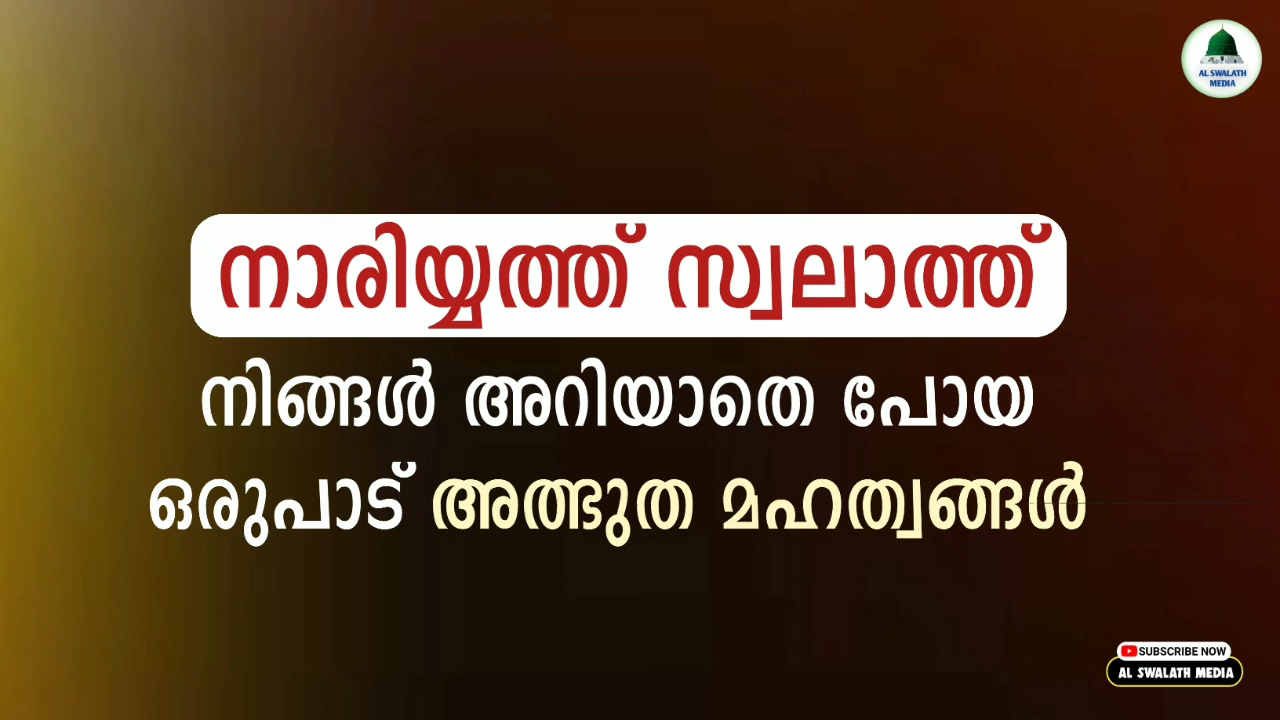 AL SWALATH
MEDIA
നാരിയ്യത്ത് സ്വലാത്ത്
നിങ്ങൾ അറിയാതെ പോയ
ഒരുപാട് അത്ഭുത മഹത്വങ്ങൾ
SUBSCRIBE NOW
AL SWALATH MEDIA